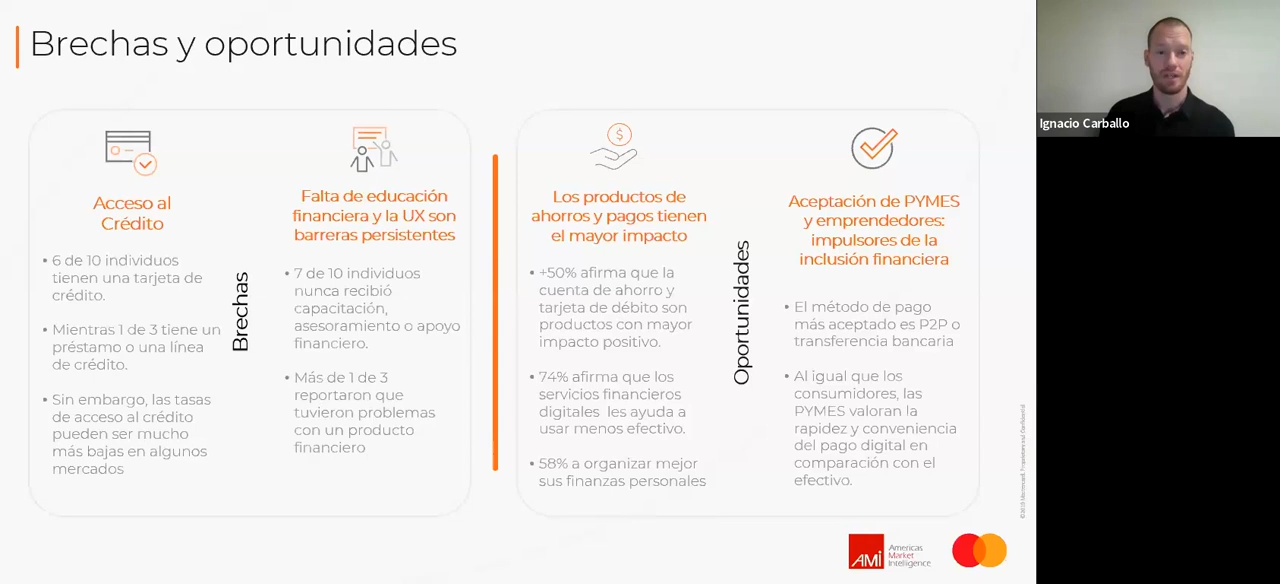 Brechas y oportunidades
Ignacio Carballo
Acceso al
Crédito
• 6 de 10 individuos
tienen una tarjeta de
crédito.
• Mientras 1 de 3 tiene un
préstamo o una línea
de crédito.
• Sin embargo, las tasas
de acceso al crédito
pueden ser mucho
más bajas en algunos
mercados
Brechas
Falta de educación
financiera y la UX son
barreras persistentes
• 7 de 10 individuos
nunca recibió
capacitación,
asesoramiento o apoyo
financiero.
• Más de 1 de 3
reportaron que
tuvieron problemas
con un producto
financiero
$
Los productos de
ahorros y pagos tienen
el mayor impacto
• +50% afirma que la
cuenta de ahorro y
tarjeta de débito son
productos con mayor
impacto positivo.
• 74% afirma que los
servicios financieros
digitales les ayuda a
usar menos efectivo.
• 58% a organizar mejor
sus finanzas personales
Oportunidades
Aceptación de PYMES
y emprendedores:
impulsores de la
inclusión financiera
• El método de pago
más aceptado es P2P o
transferencia bancaria
• Al igual que los
consumidores, las
PYMES valoran la
rapidez y conveniencia
del pago digital en
comparación con el
efectivo.
AMI
Americas
Market
Intelligence